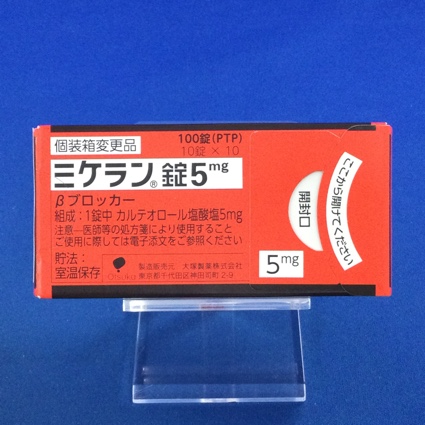 個装箱変更品
100錠(PTP)
10錠 × 10
ミケラン®錠5mg
βブロッカー
組成:1錠中 カルテオロール塩酸塩5mg
注意―医師等の処方箋により使用すること
ご使用に際しては電子添文をご参照ください
貯法:
室温保存
Otsuka
製造販売元 大塚製薬株式会社
東京都千代田区神田司町2-9
ここから開けてください
開封口
5mg